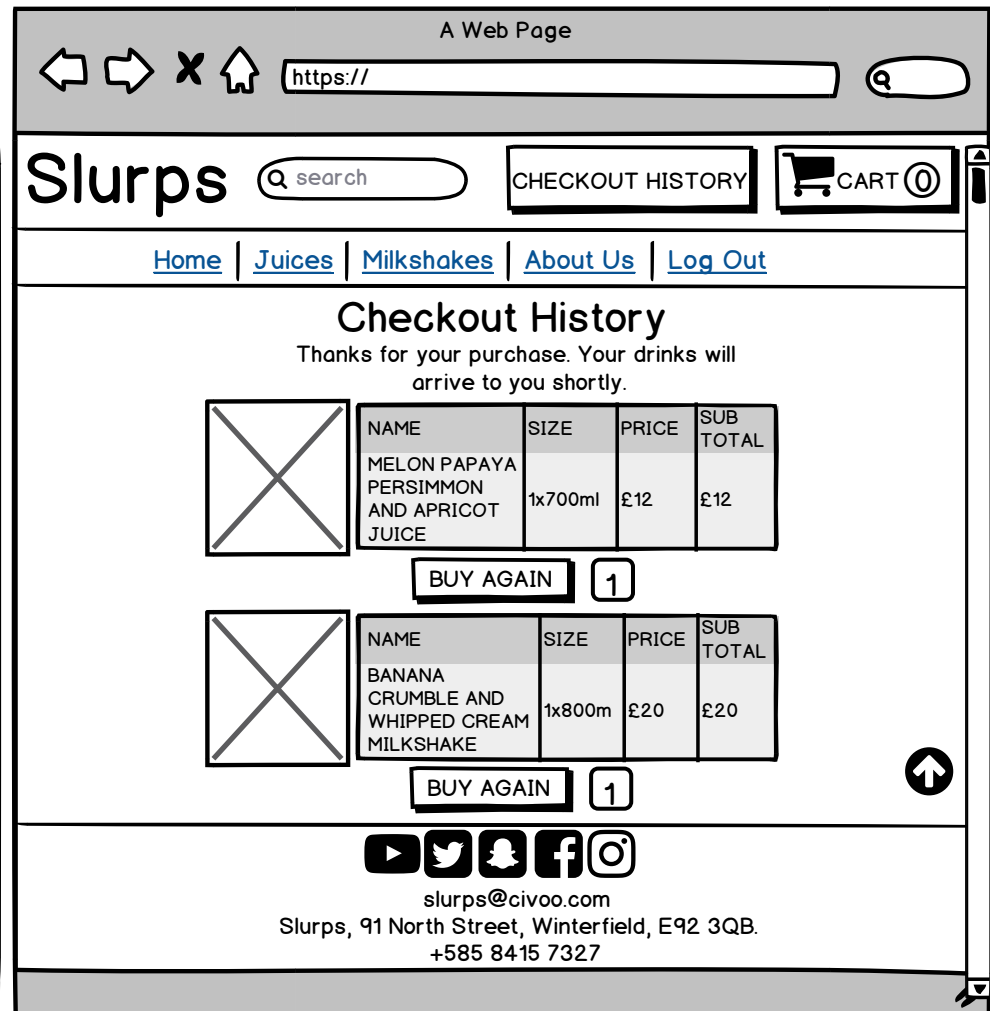 A Web Page
https://
Slurps
search
CHECKOUT HISTORY
CART 0
Home
Juices
Milkshakes
About Us
Log Out
Checkout History
Thanks for your purchase. Your drinks will
arrive to you shortly.
NAME SIZE PRICE SUB TOTAL
MELON PAPAYA
PERSIMMON
AND APRICOT
JUICE
1x700ml £12 £12
BUY AGAIN 1
NAME SIZE PRICE SUB TOTAL
BANANA
CRUMBLE AND
WHIPPED CREAM
MILKSHAKE
1x800m £20 £20
BUY AGAIN 1
slurps@civoo.com
Slurps, 91 North Street, Winterfield, E92 3QB.
+585 8415 7327